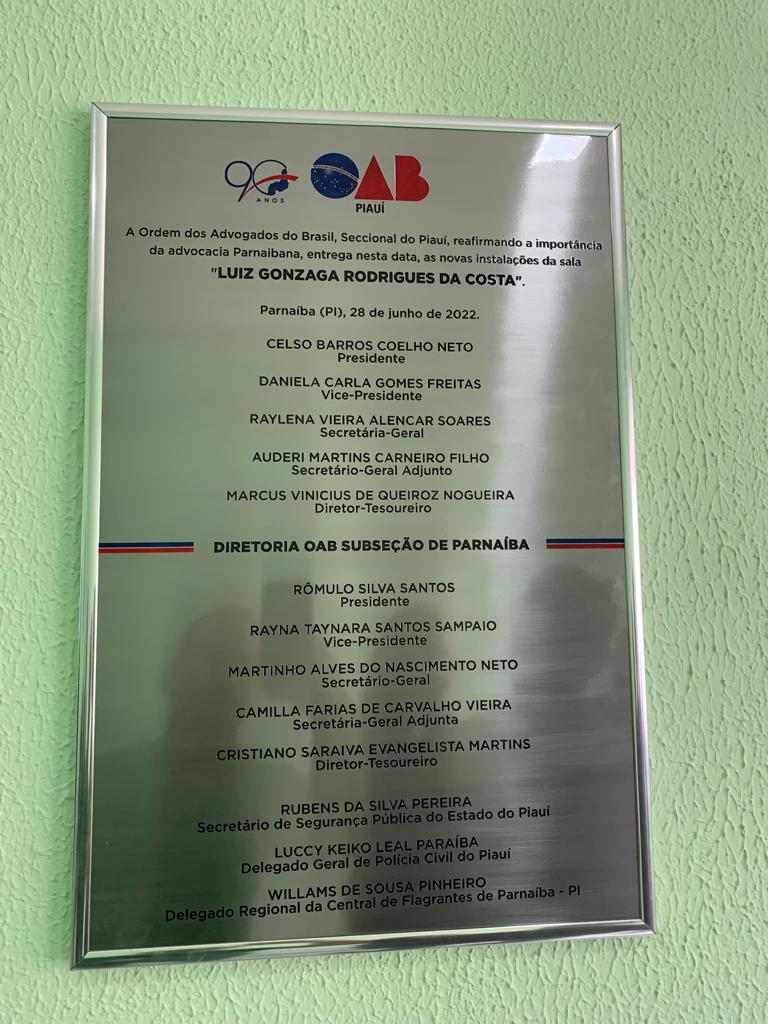 90 ANOS
OAB
PIAUÍ
A Ordem dos Advogados do Brasil, Seccional do Piauí, reafirmando a importância
da advocacia Parnaibana, entrega nesta data, as novas instalações da sala
"LUIZ GONZAGA RODRIGUES DA COSTA".
Parnaíba (PI), 28 de junho de 2022.
CELSO BARROS COELHO NETO
Presidente
DANIELA CARLA GOMES FREITAS
Vice-Presidente
RAYLENA VIEIRA ALENCAR SOARES
Secretária-Geral
AUDERI MARTINS CARNEIRO FILHO
Secretário-Geral Adjunto
MARCUS VINICIUS DE QUEIROZ NOGUEIRA
Diretor-Tesoureiro
DIRETORIA OAB SUBSEÇÃO DE PARNAÍBA
RÔMULO SILVA SANTOS
Presidente
RAYNA TAYNARA SANTOS SAMPAIO
Vice-Presidente
MARTINHO ALVES DO NASCIMENTO NETO
Secretário-Geral
CAMILLA FARIAS DE CARVALHO VIEIRA
Secretária-Geral Adjunta
CRISTIANO SARAIVA EVANGELISTA MARTINS
Diretor-Tesoureiro
RUBENS DA SILVA PEREIRA
Secretário de Segurança Pública do Estado do Piauí
LUCCY KEIKO LEAL PARAÍBA
Delegado Geral de Polícia Civil do Piauí
WILLAMS DE SOUSA PINHEIRO
Delegado Regional da Central de Flagrantes de Parnaíba - PI